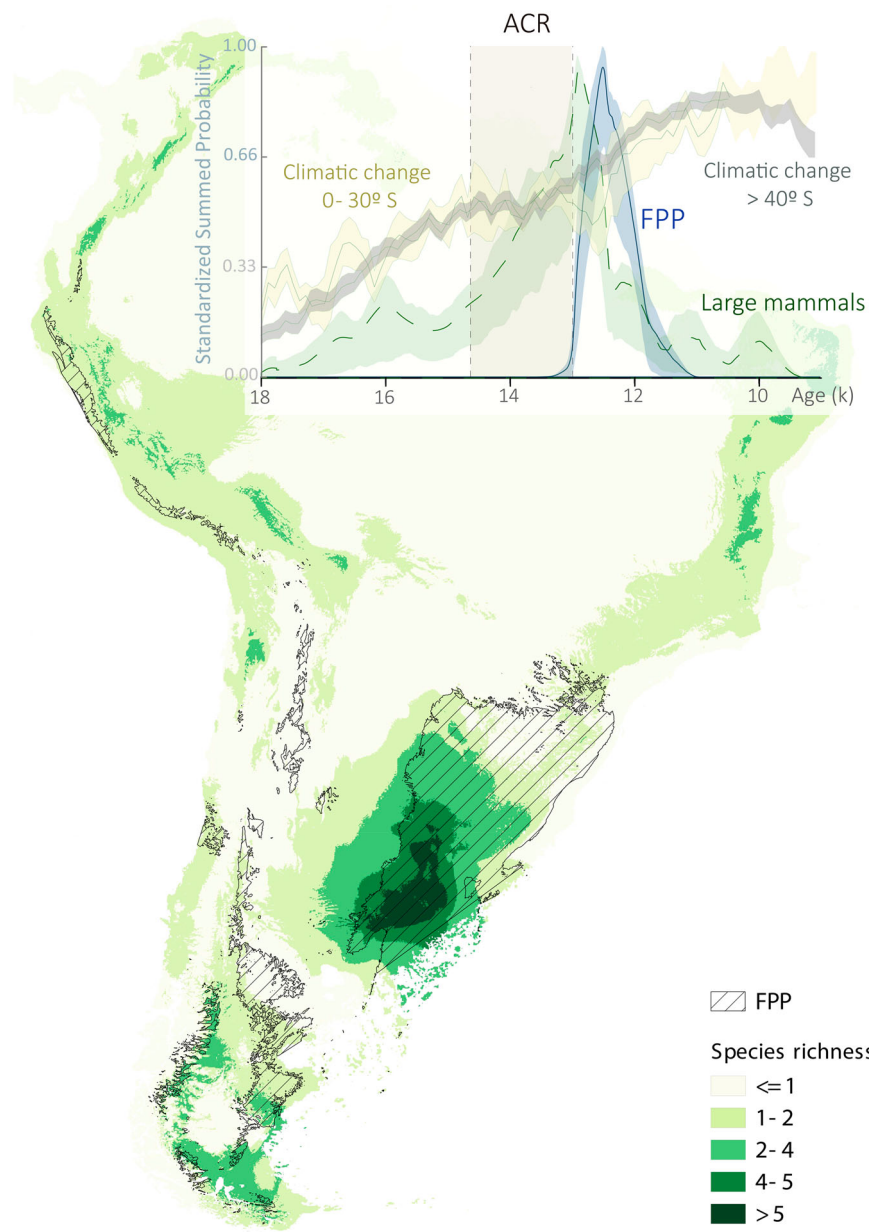 ACR
1.00
0.66
0.33
0.00
Standardized Summed Probability
Climatic change
0- 30º S
Climatic change
> 40º S
FPP
Large mammals
18
16
14
12
10
Age (k)
FPP
Species richness
<= 1
1- 2
2- 4
4- 5
> 5